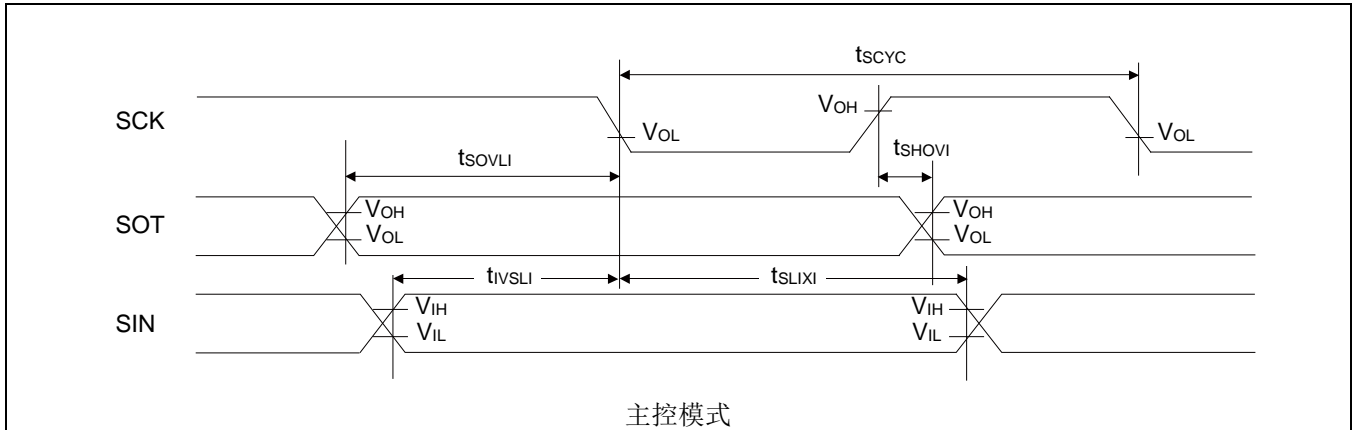 tSCYC
SCK
VOH
VOL
VOL
tSHOVI
tSOVLI
SOT
VOH
VOL
VOH
VOL
tIVSLI
tSLIXI
SIN
VIH
VIL
VIH
VIL
主控模式